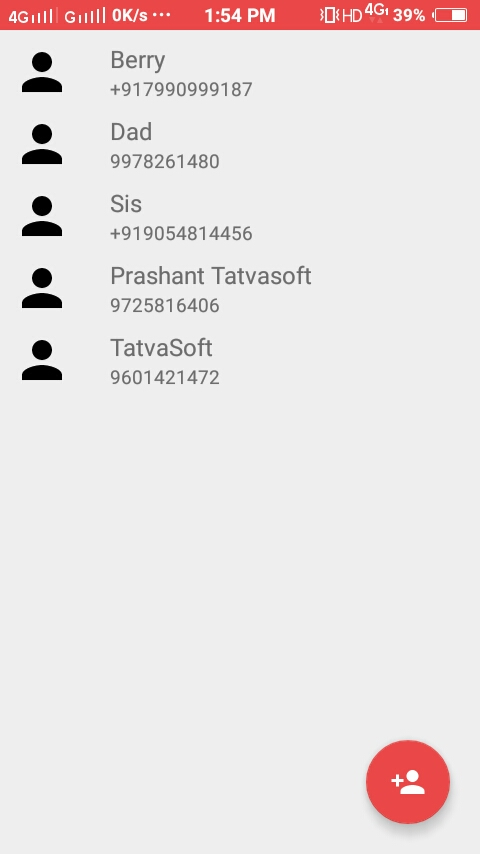 4G G 0K/s ... 1:54 PM HD 4G 39%
Berry
+917990999187
Dad
9978261480
Sis
+919054814456
Prashant Tatvasoft
9725816406
TatvaSoft
9601421472